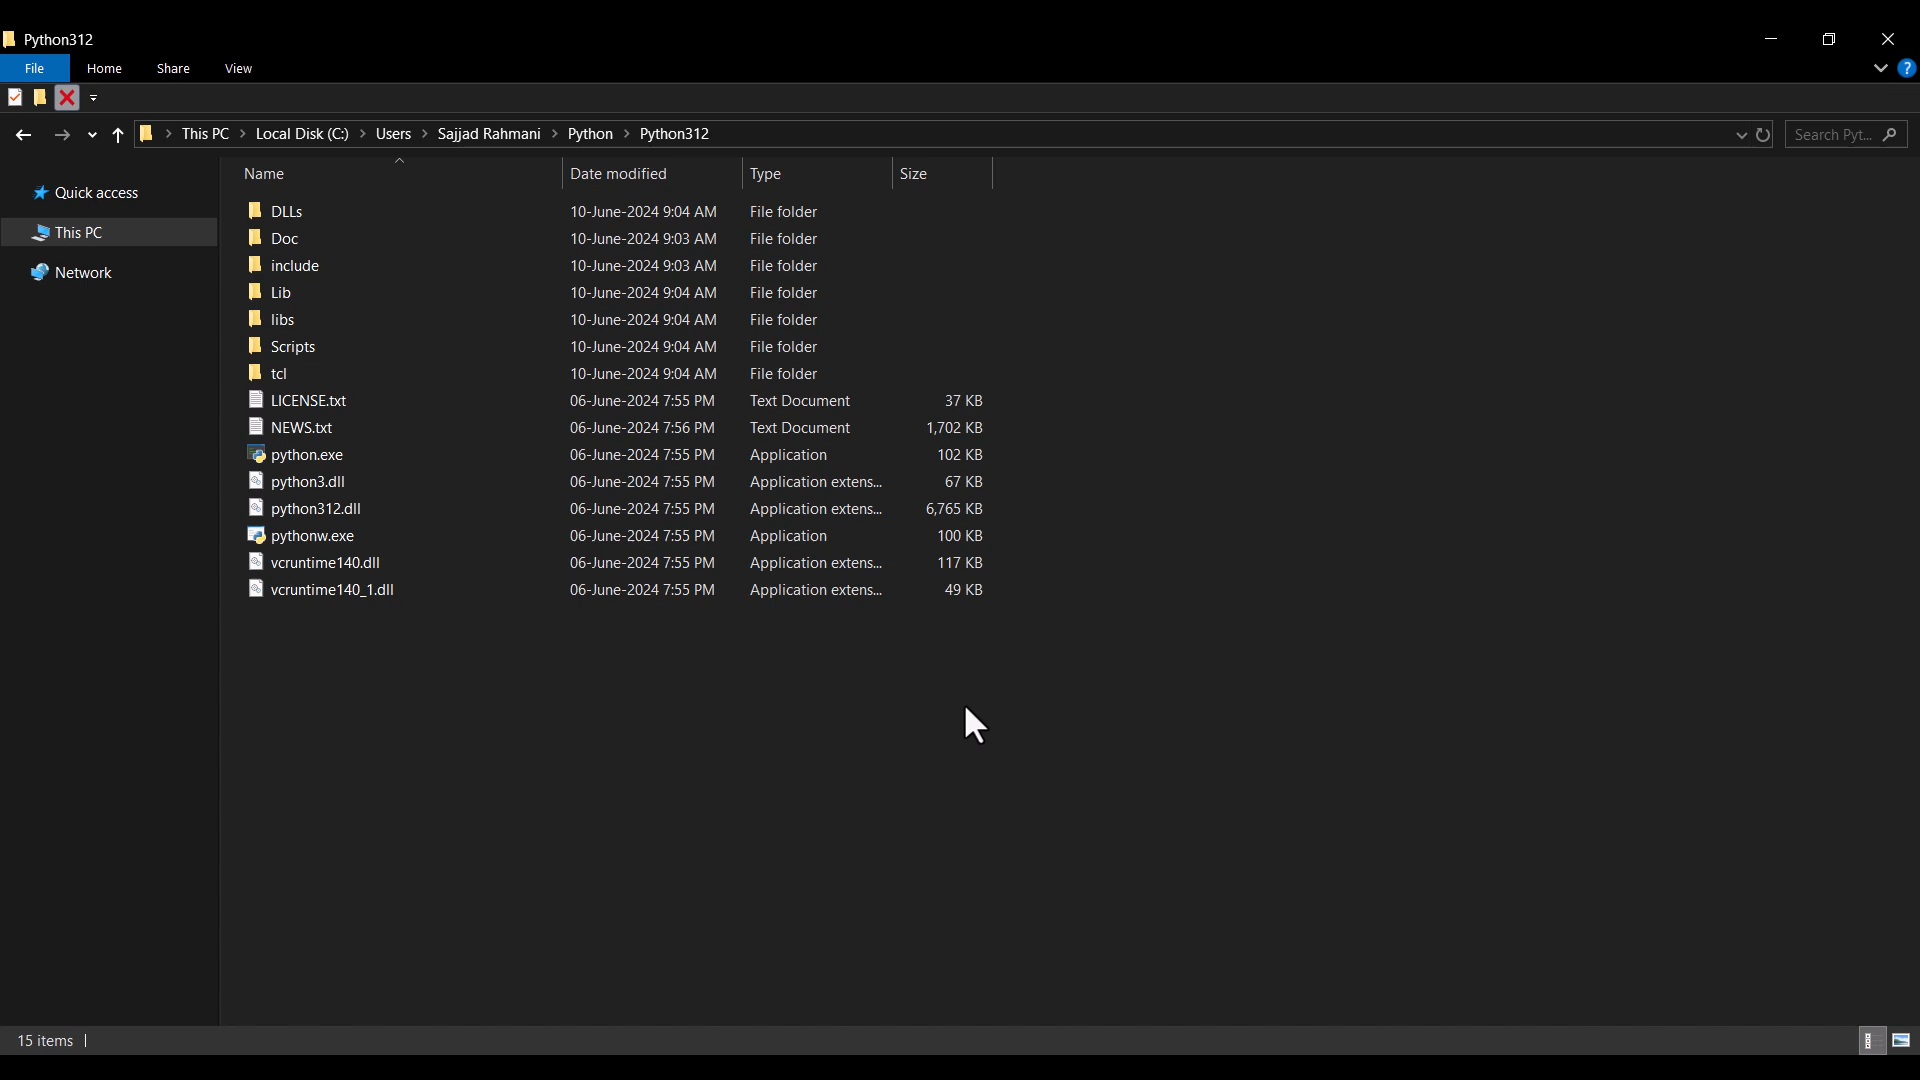 Python312
File Home Share View
This PC Local Disk (C:) Users Sajjad Rahmani Python Python312 Search Pyt...
Name Date modified Type Size
Quick access
This PC
Network
DLLs 10-June-2024 9:04 AM File folder
Doc 10-June-2024 9:03 AM File folder
include 10-June-2024 9:03 AM File folder
Lib 10-June-2024 9:04 AM File folder
libs 10-June-2024 9:04 AM File folder
Scripts 10-June-2024 9:04 AM File folder
tcl 10-June-2024 9:04 AM File folder
LICENSE.txt 06-June-2024 7:55 PM Text Document 37 KB
NEWS.txt 06-June-2024 7:56 PM Text Document 1,702 KB
python.exe 06-June-2024 7:55 PM Application 102 KB
python3.dll 06-June-2024 7:55 PM Application extens... 67 KB
python312.dll 06-June-2024 7:55 PM Application extens... 6,765 KB
pythonw.exe 06-June-2024 7:55 PM Application 100 KB
vcruntime140.dll 06-June-2024 7:55 PM Application extens... 117 KB
vcruntime140_1.dll 06-June-2024 7:55 PM Application extens... 49 KB
15 items